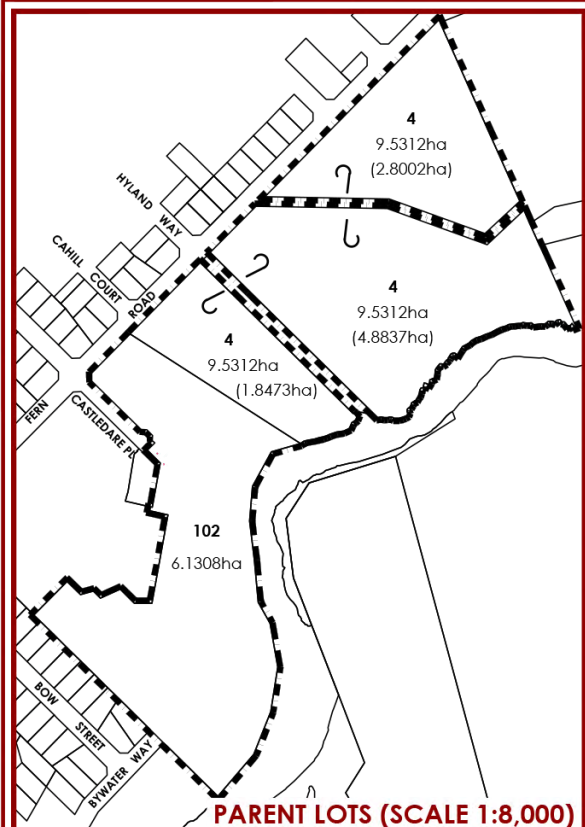 4
9.5312ha
(2.8002ha)
HYLAND WAY
CAHILL COURT
ROAD
4
9.5312ha
(4.8837ha)
4
9.5312ha
(1.8473ha)
FERN
CASTLEDARE PL
102
6.1308ha
BOW STREET
BYWATER WAY
PARENT LOTS (SCALE 1:8,000)